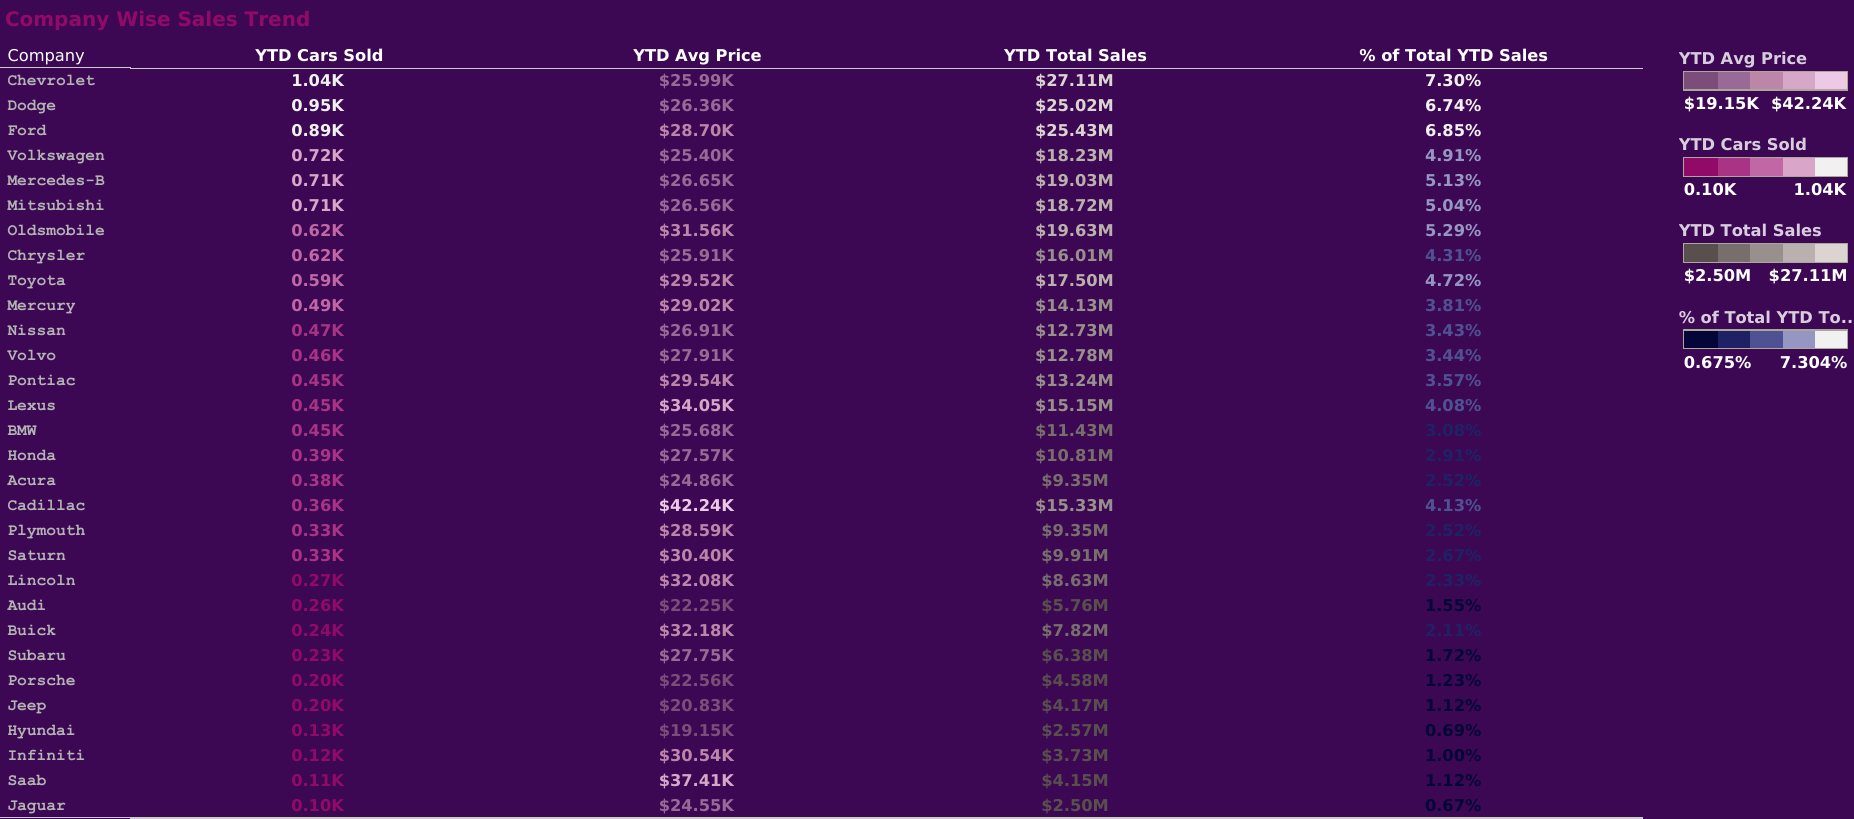 Company Wise Sales Trend
Company YTD Cars Sold YTD Avg Price YTD Total Sales % of Total YTD Sales
Chevrolet 1.04K $25.99K $27.11M 7.30%
Dodge 0.95K $26.36K $25.02M 6.74%
Ford 0.89K $28.70K $25.43M 6.85%
Volkswagen 0.72K $25.40K $18.23M 4.91%
Mercedes-B 0.71K $26.65K $19.03M 5.13%
Mitsubishi 0.71K $26.56K $18.72M 5.04%
Oldsmobile 0.62K $31.56K $19.63M 5.29%
Chrysler 0.62K $25.91K $16.01M 4.31%
Toyota 0.59K $29.52K $17.50M 4.72%
Mercury 0.49K $29.02K $14.13M 3.81%
Nissan 0.47K $26.91K $12.73M 3.43%
Volvo 0.46K $27.91K $12.78M 3.44%
Pontiac 0.45K $29.54K $13.24M 3.57%
Lexus 0.45K $34.05K $15.15M 4.08%
BMW 0.45K $25.68K $11.43M 3.08%
Honda 0.39K $27.57K $10.81M 2.91%
Acura 0.38K $24.86K $9.35M 2.52%
Cadillac 0.36K $42.24K $15.33M 4.13%
Plymouth 0.33K $28.59K $9.35M 2.52%
Saturn 0.33K $30.40K $9.91M 2.67%
Lincoln 0.27K $32.08K $8.63M 2.33%
Audi 0.26K $22.25K $5.76M 1.55%
Buick 0.24K $32.18K $7.82M 2.11%
Subaru 0.23K $27.75K $6.38M 1.72%
Porsche 0.20K $22.56K $4.58M 1.23%
Jeep 0.20K $20.83K $4.17M 1.12%
Hyundai 0.13K $19.15K $2.57M 0.69%
Infiniti 0.12K $30.54K $3.73M 1.00%
Saab 0.11K $37.41K $4.15M 1.12%
Jaguar 0.10K $24.55K $2.50M 0.67%
YTD Avg Price
$19.15K $42.24K
YTD Cars Sold
0.10K 1.04K
YTD Total Sales
$2.50M $27.11M
% of Total YTD To..
0.675% 7.304%